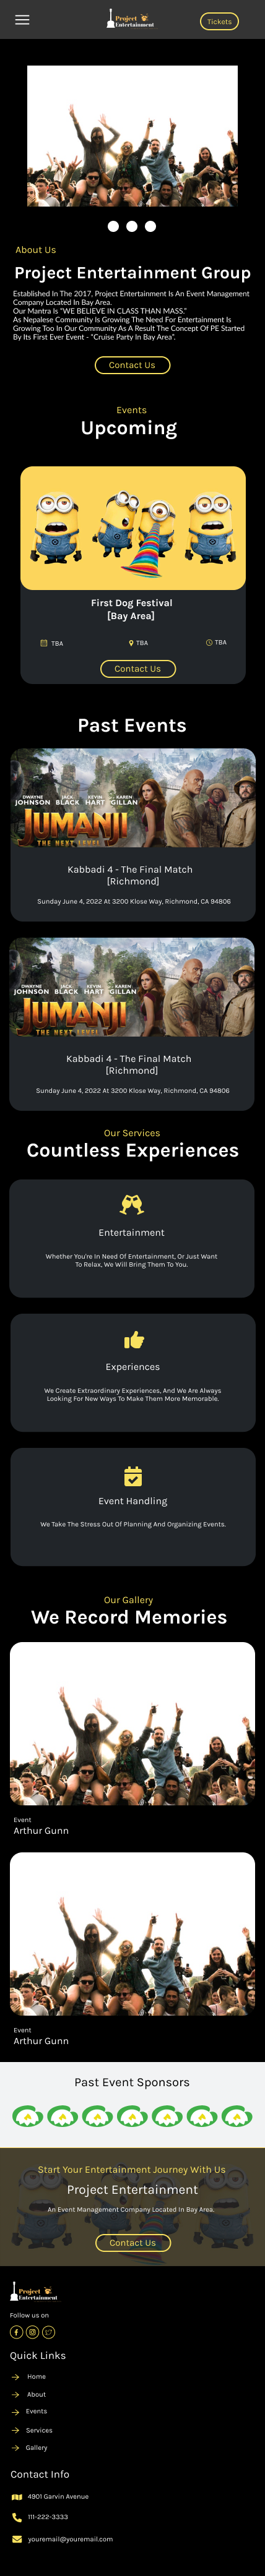 Project
Entertainment
Tickets
About Us
Project Entertainment Group
Established In The 2017, Project Entertainment Is An Event Management
Company Located In Bay Area.
Our Mantra Is "WE BELIEVE IN CLASS THAN MASS,"
As Nepalese Community Is Growing The Need For Entertainment Is
Growing Too In Our Community As A Result The Concept Of PE Started
By Its First Ever Event - "Cruise Party In Bay Area".
Contact Us
Events
Upcoming
First Dog Festival
[Bay Area]
TBA
TBA
TBA
Contact Us
Past Events
DWAYNE JACK KEVIN KAREN
JOHNSON BLACK HART GILLAN
JUMANJI
THE NEXT LEVEL
Kabbadi 4 - The Final Match
[Richmond]
Sunday June 4, 2022 At 3200 Klose Way, Richmond, CA 94806
DWAYNE JACK KEVIN KAREN
JOHNSON BLACK HART GILLAN
JUMANJI
THE NEXT LEVEL
Kabbadi 4 - The Final Match
[Richmond]
Sunday June 4, 2022 At 3200 Klose Way, Richmond, CA 94806
Our Services
Countless Experiences
Entertainment
Whether You're In Need Of Entertainment, Or Just Want
To Relax, We Will Bring Them To You.
Experiences
We Create Extraordinary Experiences, And We Are Always
Looking For New Ways To Make Them More Memorable.
Event Handling
We Take The Stress Out Of Planning And Organizing Events.
Our Gallery
We Record Memories
Event
Arthur Gunn
Event
Arthur Gunn
Past Event Sponsors
Start Your Entertainment Journey With Us
Project Entertainment
An Event Management Company Located In Bay Area.
Contact Us
Project
Entertainment
Follow us on
Quick Links
Home
About
Events
Services
Gallery
Contact Info
4901 Garvin Avenue
111-222-3333
youremail@youremail.com